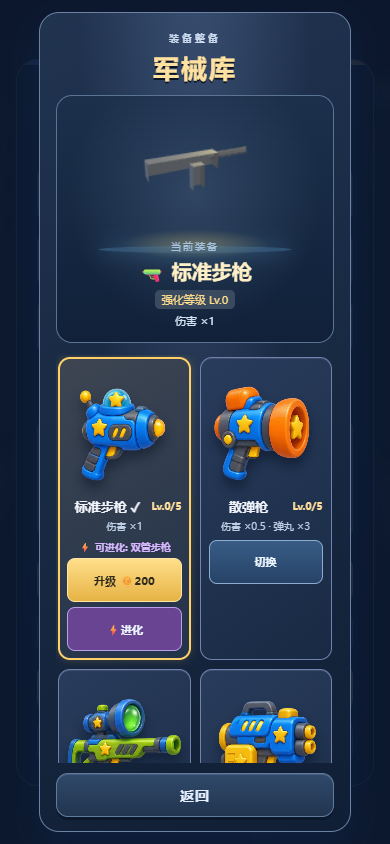 装备整备
军械库
当前装备
标准步枪
强化等级 Lv.0
伤害 ×1
标准步枪 ✓ Lv.0/5
伤害 ×1
可进化: 双管步枪
升级 200
进化
散弹枪 Lv.0/5
伤害 ×0.5 · 弹丸 ×3
切换
返回